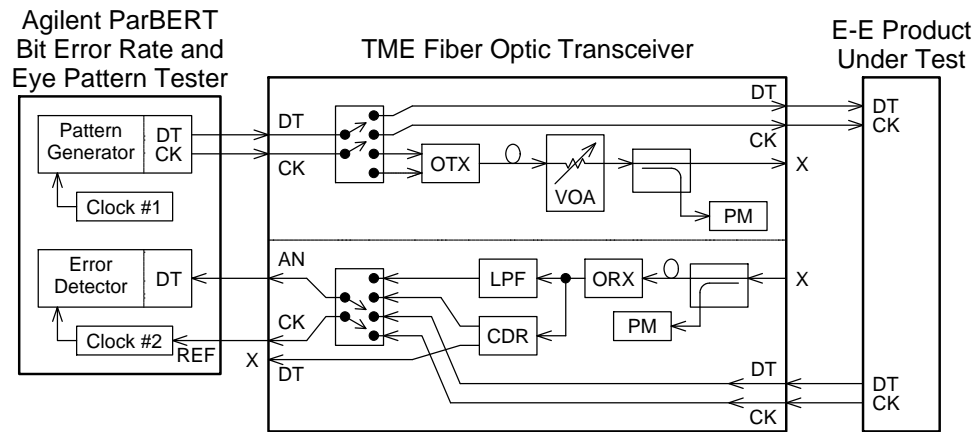 Agilent ParBERT
Bit Error Rate and
Eye Pattern Tester
TME Fiber Optic Transceiver
E-E Product
Under Test
Pattern
Generator
DT
CK
Clock #1
Error
Detector
DT
Clock #2
REF
DT
CK
OTX
VOA
PM
DT
CK
X
AN
CK
X
DT
LPF
ORX
CDR
PM
X
DT
CK
DT
CK
DT
CK